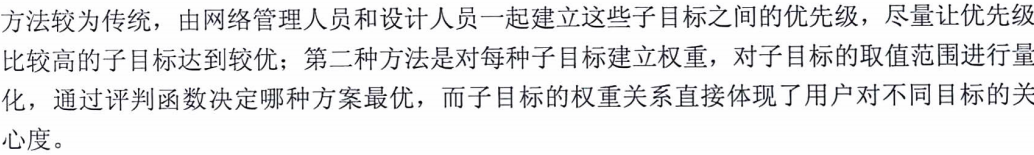 方法较为传统，由网络管理人员和设计人员一起建立这些子目标之间的优先级，尽量让优先级
比较高的子目标达到较优；第二种方法是对每种子目标建立权重，对子目标的取值范围进行量
化，通过评判函数决定哪种方案最优，而子目标的权重关系直接体现了用户对不同目标的关
心度。